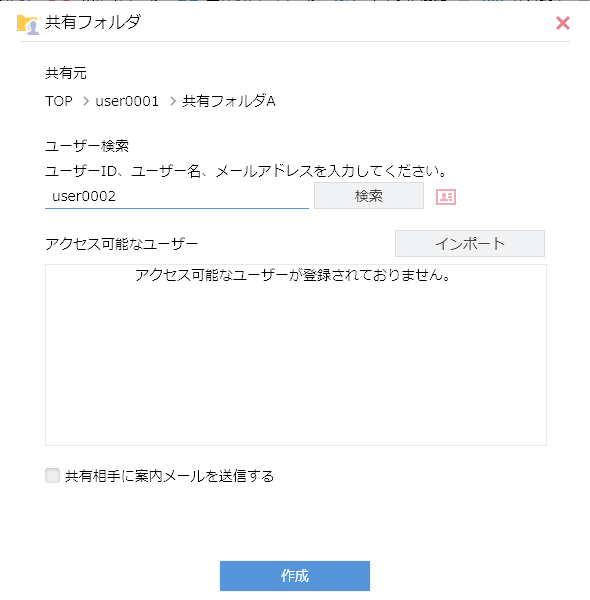 共有フォルダ
共有元
TOP > user0001 > 共有フォルダA
ユーザー検索
ユーザーID、ユーザー名、メールアドレスを入力してください。
user0002 検索
アクセス可能なユーザー インポート
アクセス可能なユーザーが登録されておりません。
共有相手に案内メールを送信する
作成